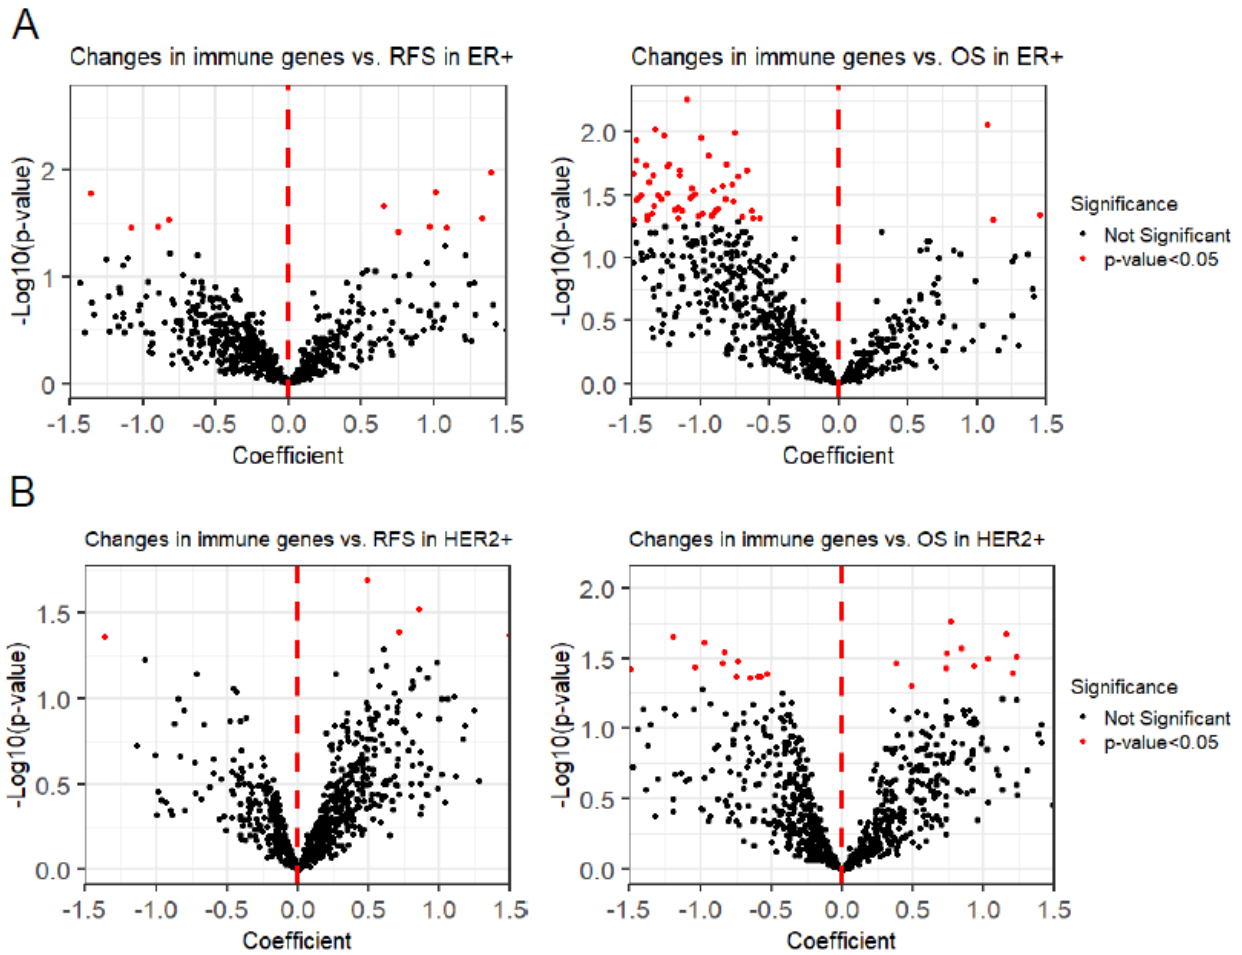 A
Changes in immune genes vs. RFS in ER+
Changes in immune genes vs. OS in ER+
-Log10(p-value)
2
1
0
-1.5 -1.0 -0.5 0.0 0.5 1.0 1.5
Coefficient
-Log10(p-value)
2.0
1.5
1.0
0.5
0.0
-1.5 -1.0 -0.5 0.0 0.5 1.0 1.5
Coefficient
Significance
Not Significant
p-value<0.05
B
Changes in immune genes vs. RFS in HER2+
Changes in immune genes vs. OS in HER2+
-Log10(p-value)
1.5
1.0
0.5
0.0
-1.5 -1.0 -0.5 0.0 0.5 1.0 1.5
Coefficient
-Log10(p-value)
2.0
1.5
1.0
0.5
0.0
-1.5 -1.0 -0.5 0.0 0.5 1.0 1.5
Coefficient
Significance
Not Significant
p-value<0.05